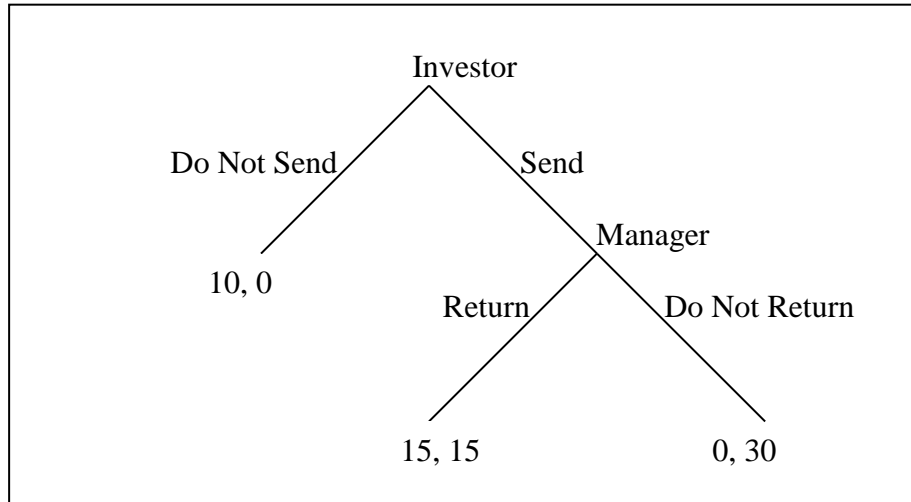 Investor
Do Not Send
Send
Manager
10, 0
Return
Do Not Return
15, 15
0, 30